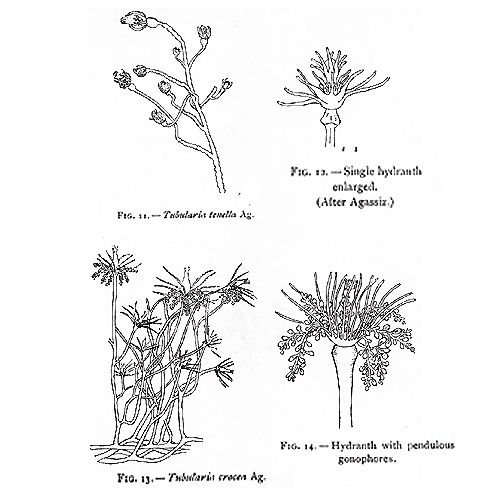 FIG. 11. — Tubularia tenella Ag.
FIG. 12. — Single hydranth
enlarged.
(After Agassiz.)
FIG. 13. — Tubularia crocea Ag.
FIG. 14. — Hydranth with pendulous
gonophores.